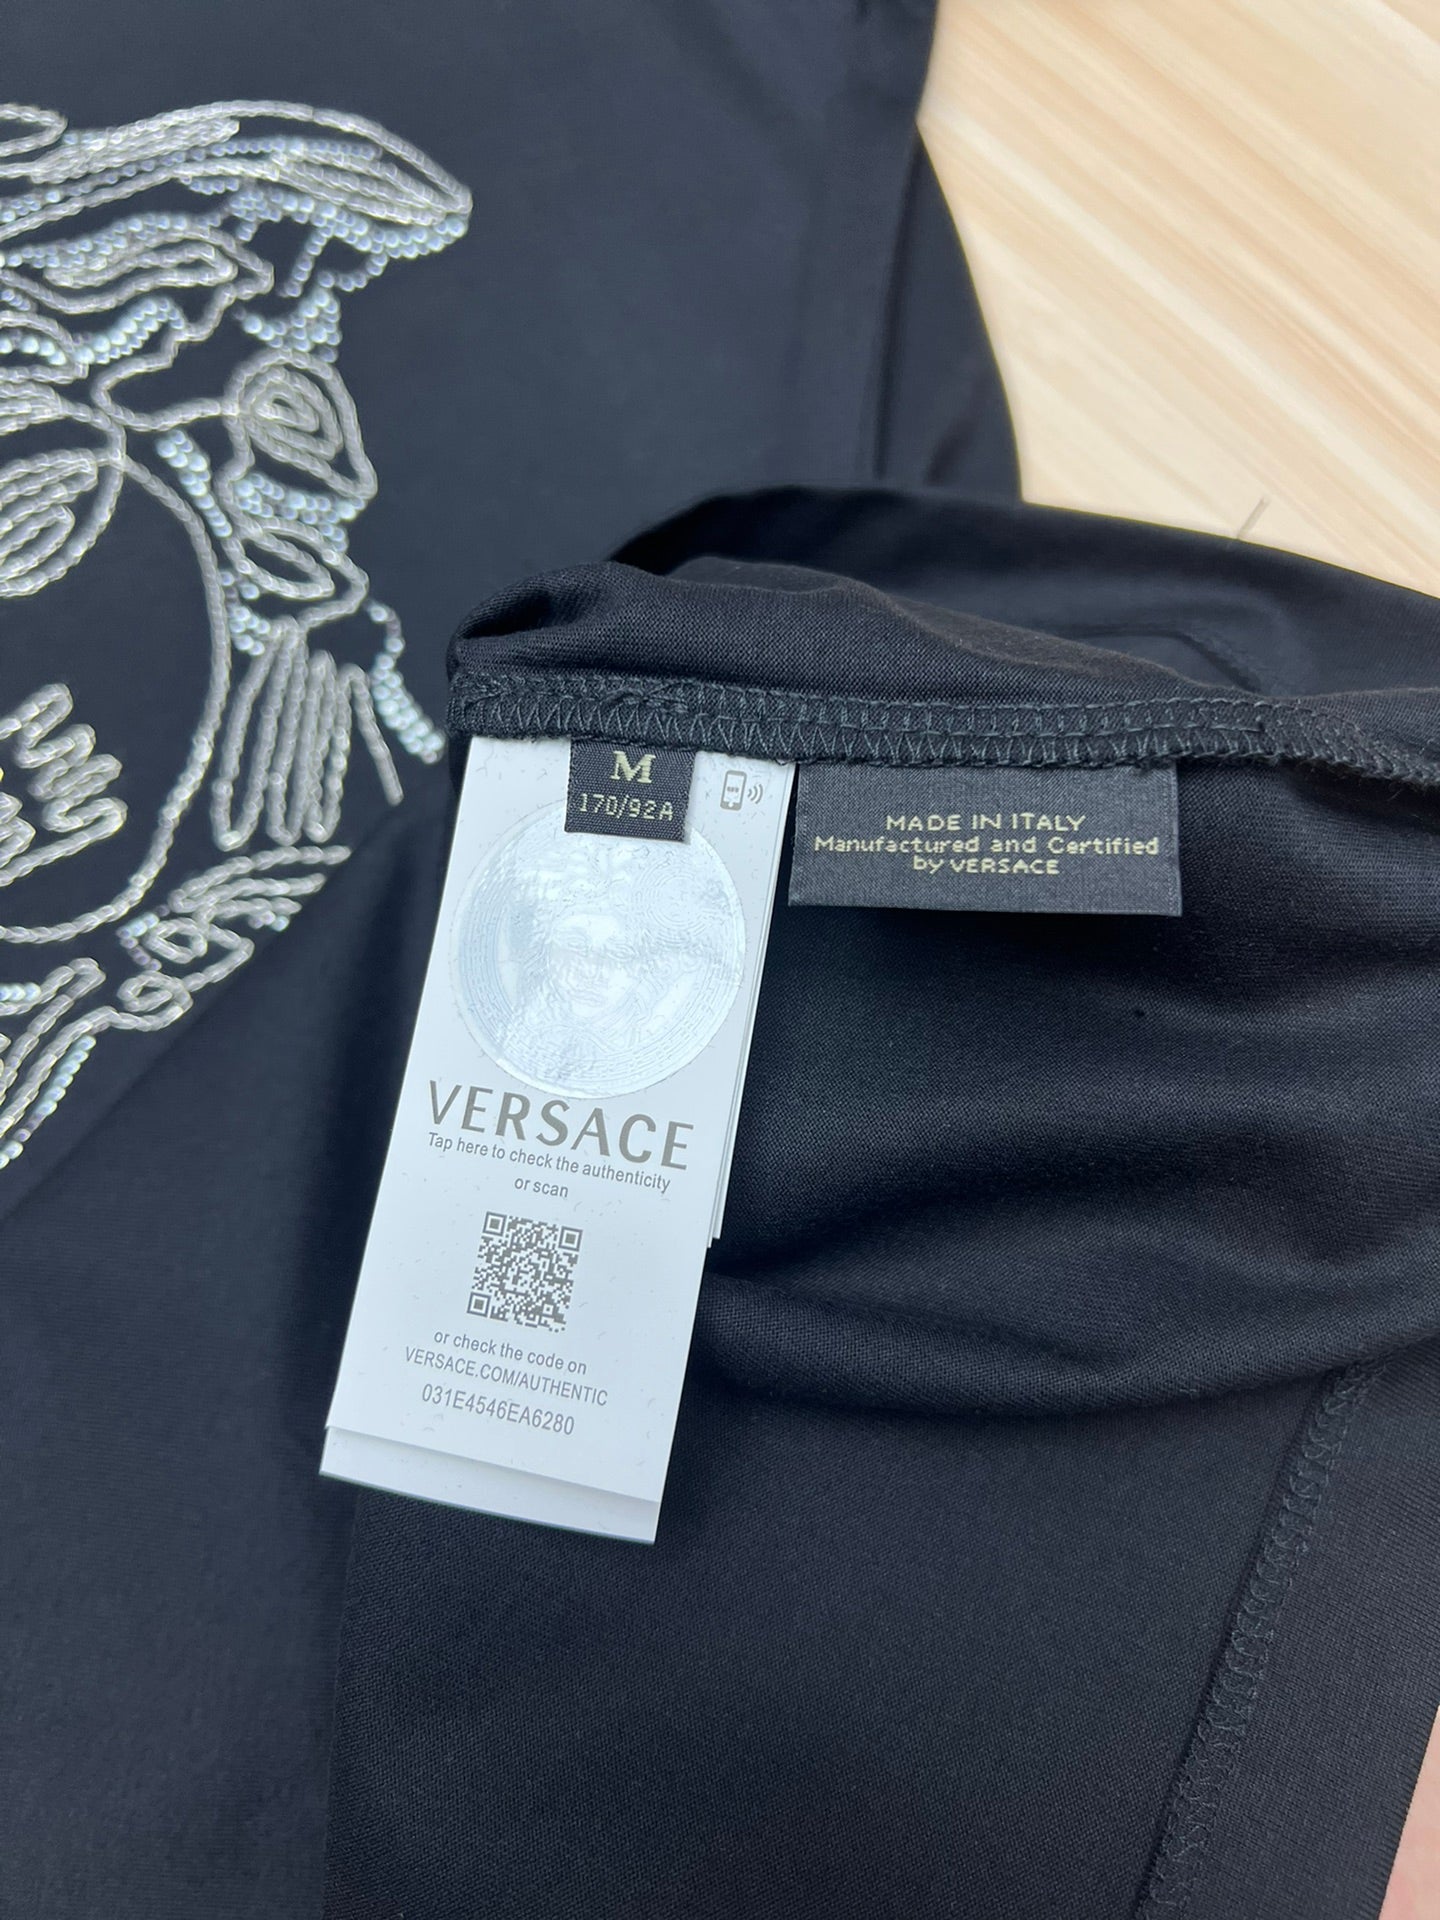 M
170/92A
MADE IN ITALY
Manufactured and Certified
by VERSACE
VERSACE
Tap here to check the authenticity
or scan
or check the code on
VERSACE.COM/AUTHENTIC
031E4546EA6280